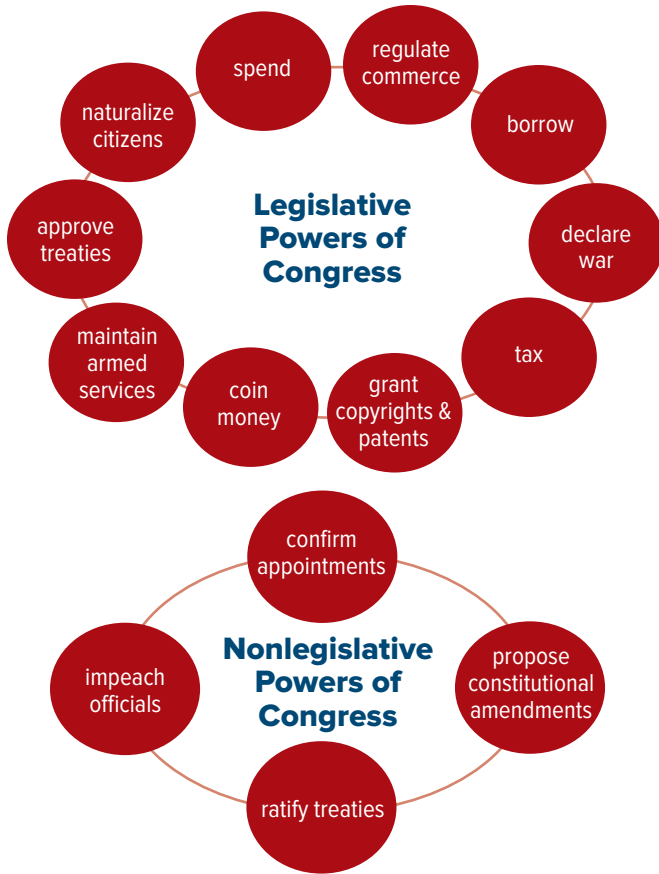 Legislative
Powers of
Congress
spend
regulate
commerce
borrow
declare
war
tax
grant
copyrights &
patents
coin
money
maintain
armed
services
approve
treaties
naturalize
citizens
Nonlegislative
Powers of
Congress
confirm
appointments
propose
constitutional
amendments
ratify treaties
impeach
officials